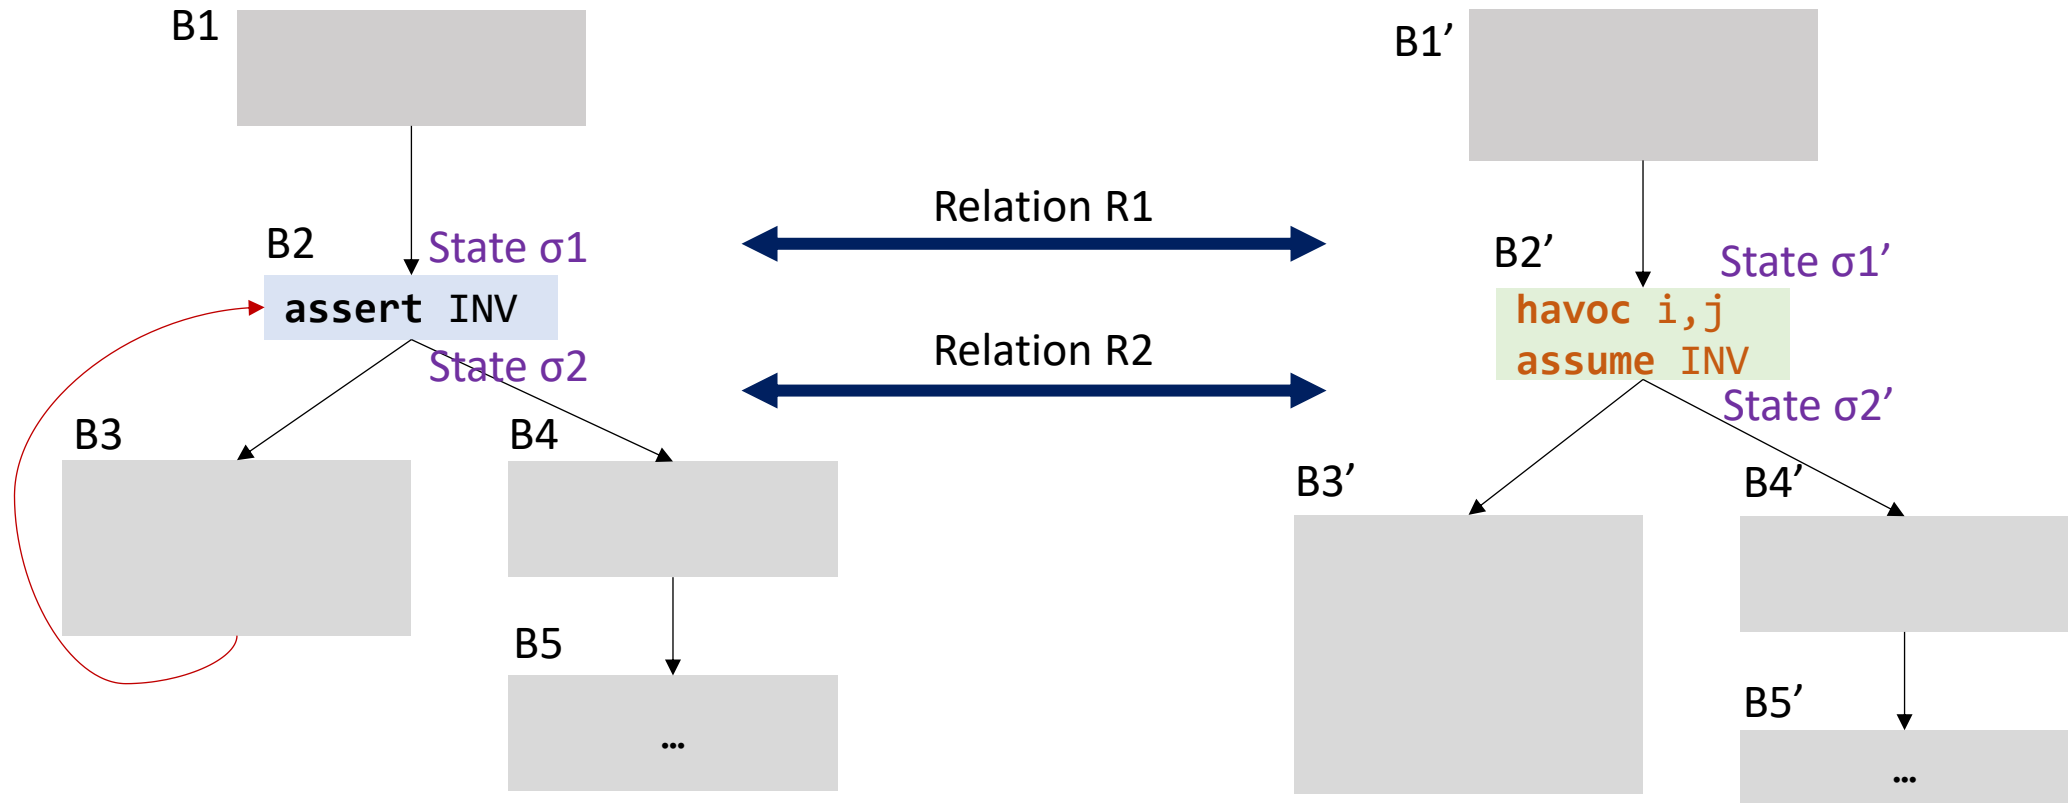 B1
B1’
Relation R1
B2
State σ1
B2’
State σ1’
assert INV
havoc i,j
assume INV
Relation R2
State σ2
State σ2’
B3
B4
B3’
B4’
B5
B5’
…
…